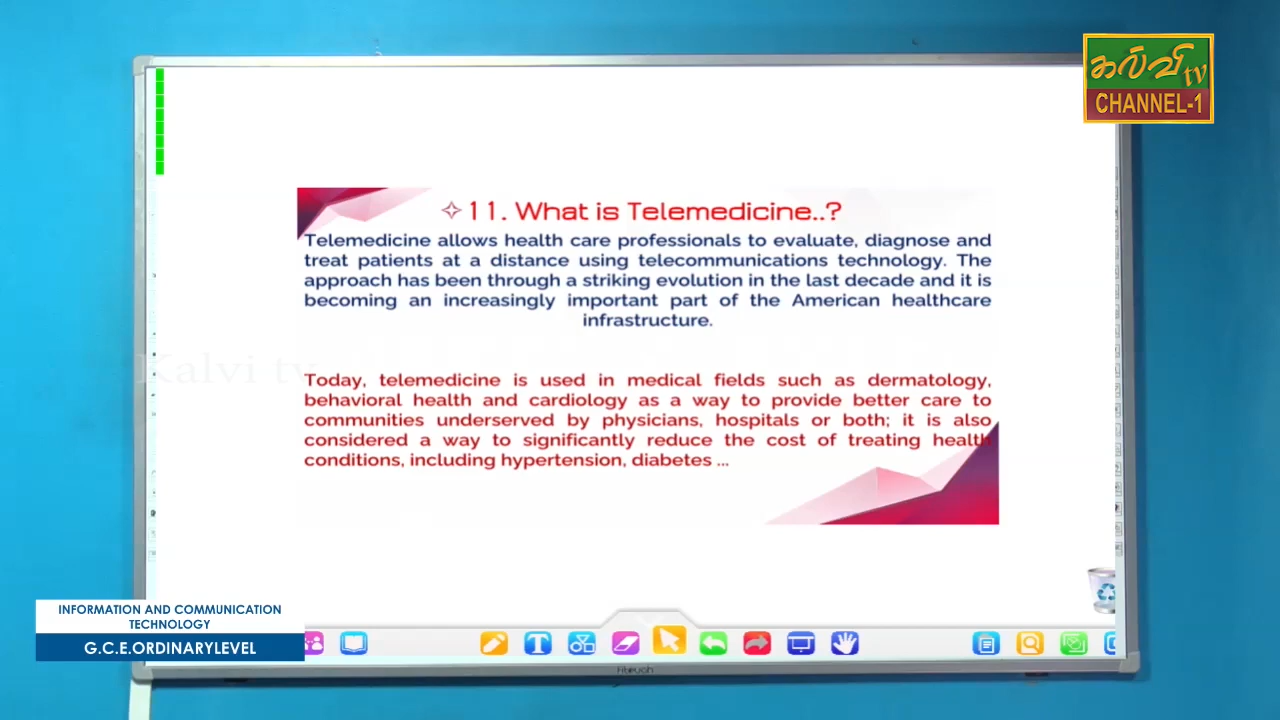 கல்வி tv
CHANNEL-1
✧11. What is Telemedicine..?
Telemedicine allows health care professionals to evaluate, diagnose and
treat patients at a distance using telecommunications technology. The
approach has been through a striking evolution in the last decade and it is
becoming an increasingly important part of the American healthcare
infrastructure.
Kalvi tv
Today, telemedicine is used in medical fields such as dermatology,
behavioral health and cardiology as a way to provide better care to
communities underserved by physicians, hospitals or both; it is also
considered a way to significantly reduce the cost of treating health
conditions, including hypertension, diabetes ...
INFORMATION AND COMMUNICATION
TECHNOLOGY
G.C.E.ORDINARYLEVEL